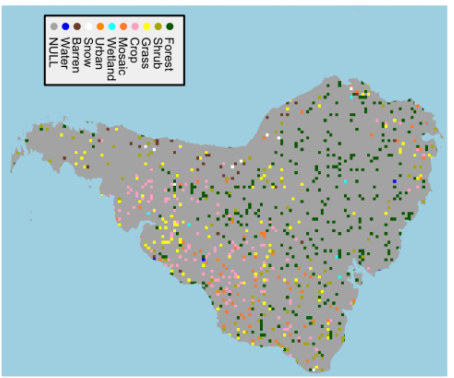 Forest
Shrub
Grass
Crop
Mosaic
Wetland
Urban
Snow
Barren
Water
NULL